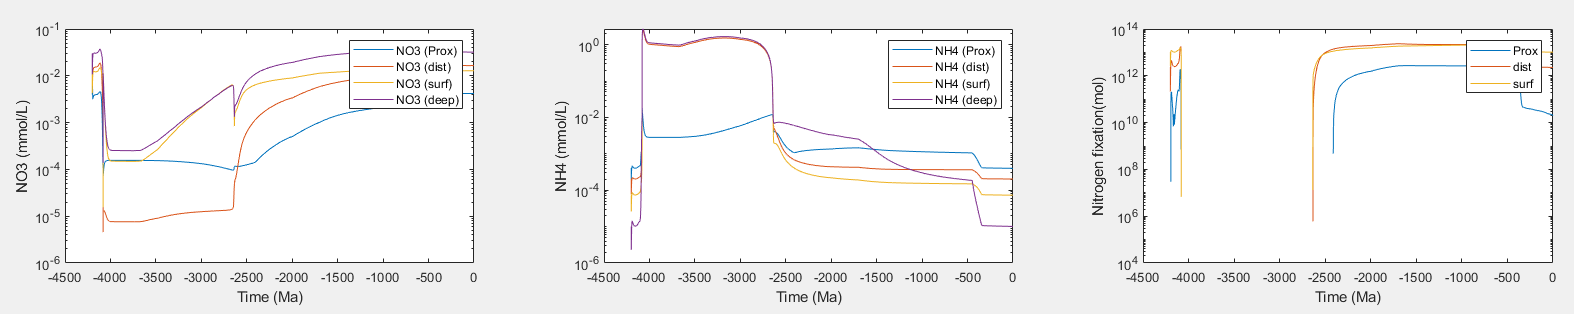 10^-1
10^-2
10^-3
10^-4
10^-5
10^-6
NO3 (mmol/L)
NO3 (Prox)
NO3 (dist)
NO3 (surf)
NO3 (deep)
-4500 -4000 -3500 -3000 -2500 -2000 -1500 -1000 -500 0
Time (Ma)
10^0
10^-2
10^-4
10^-6
NH4 (mmol/L)
NH4 (Prox)
NH4 (dist)
NH4 (surf)
NH4 (deep)
-4500 -4000 -3500 -3000 -2500 -2000 -1500 -1000 -500 0
Time (Ma)
10^14
10^12
10^10
10^8
10^6
10^4
Nitrogen fixation(mol)
Prox
dist
surf
-4500 -4000 -3500 -3000 -2500 -2000 -1500 -1000 -500 0
Time (Ma)